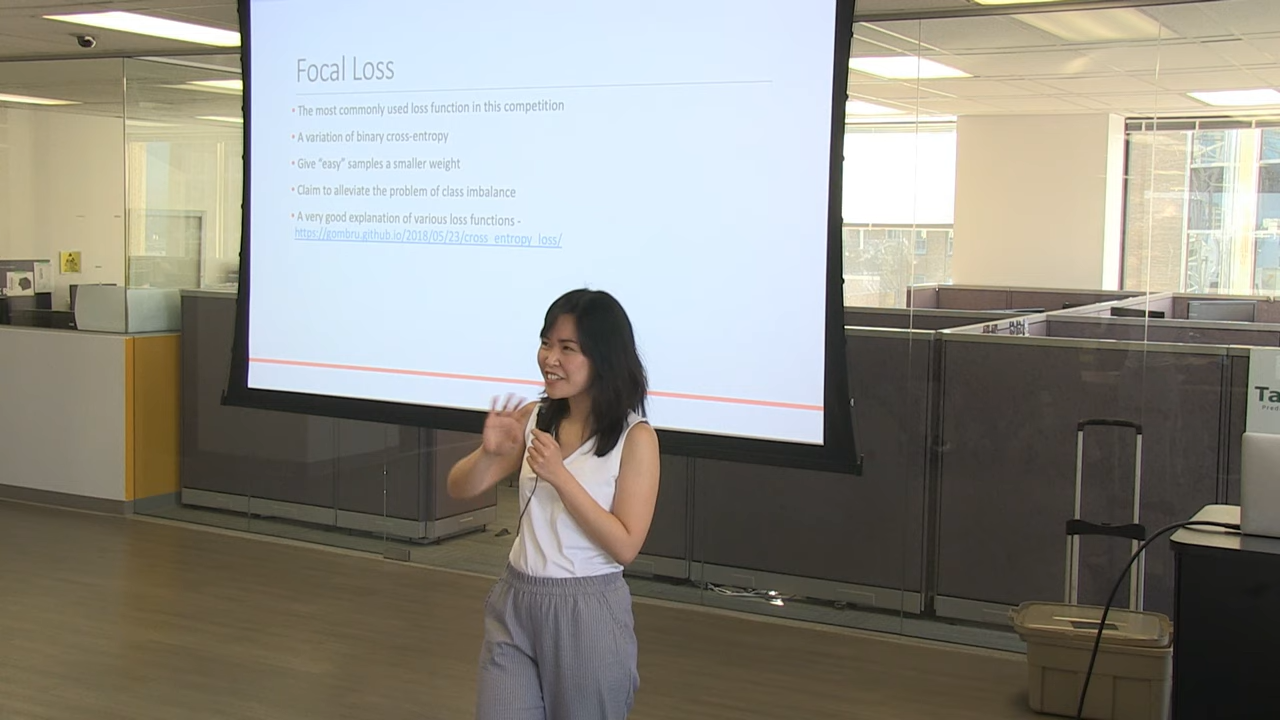 Focal Loss
• The most commonly used loss function in this competition
• A variation of binary cross-entropy
• Give “easy” samples a smaller weight
• Claim to alleviate the problem of class imbalance
• A very good explanation of various loss functions -
https://gombru.github.io/2018/05/23/cross_entropy_loss/
Ta
Pred